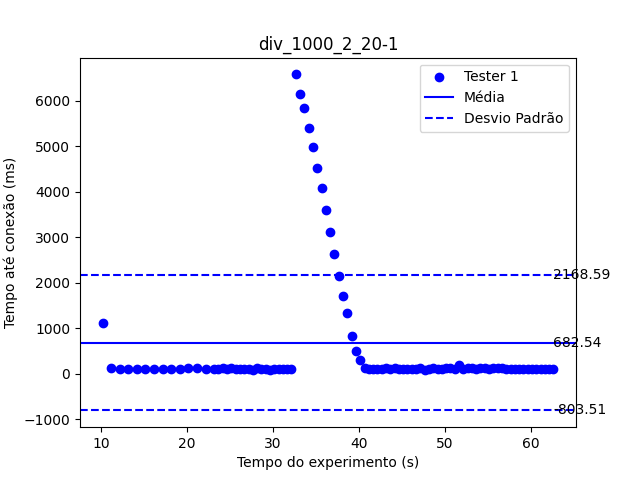 div_1000_2_20-1
Tester 1
Média
Desvio Padrão
6000
5000
4000
3000
2000
1000
0
−1000
Tempo até conexão (ms)
2168.59
682.54
803.51
10
20
30
40
50
60
Tempo do experimento (s)